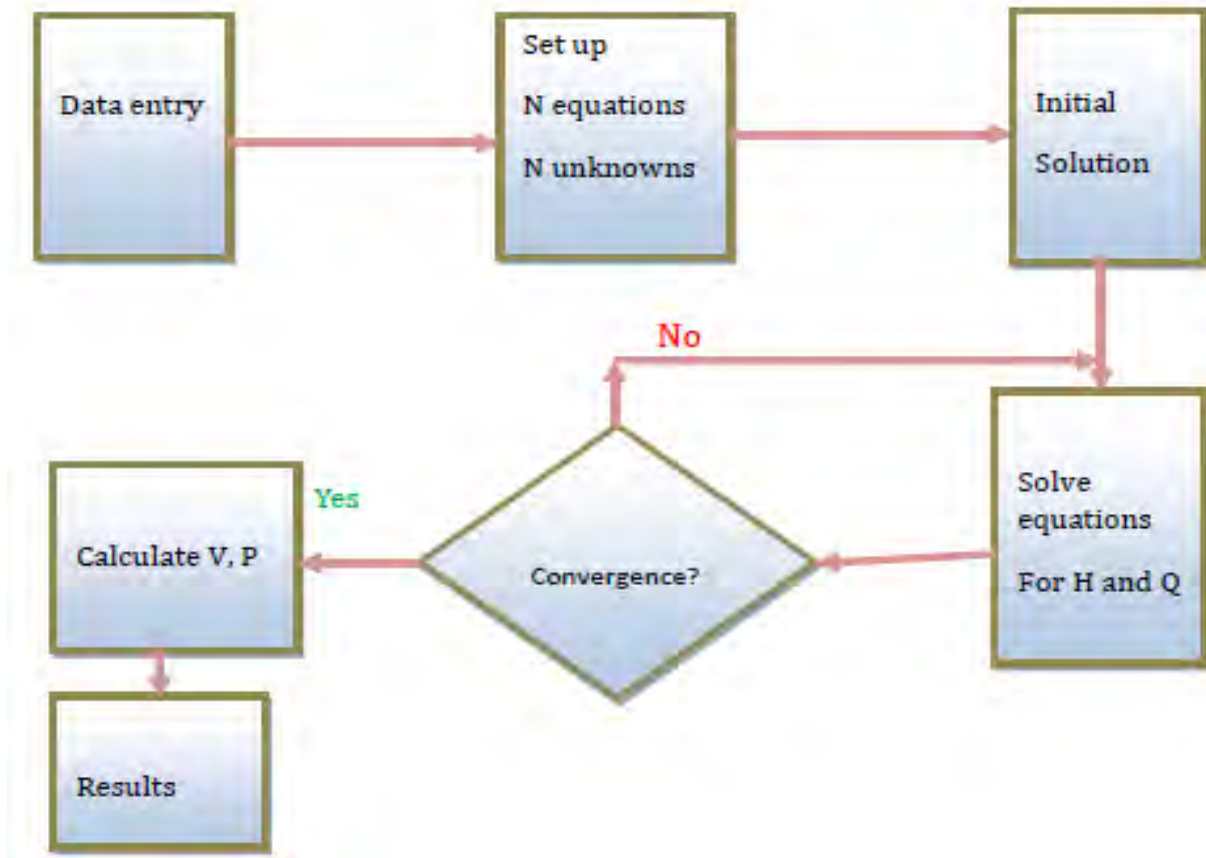 Data entry
Set up
N equations
N unknowns
Initial
Solution
No
Solve
equations
For H and Q
Convergence?
Yes
Calculate V, P
Results